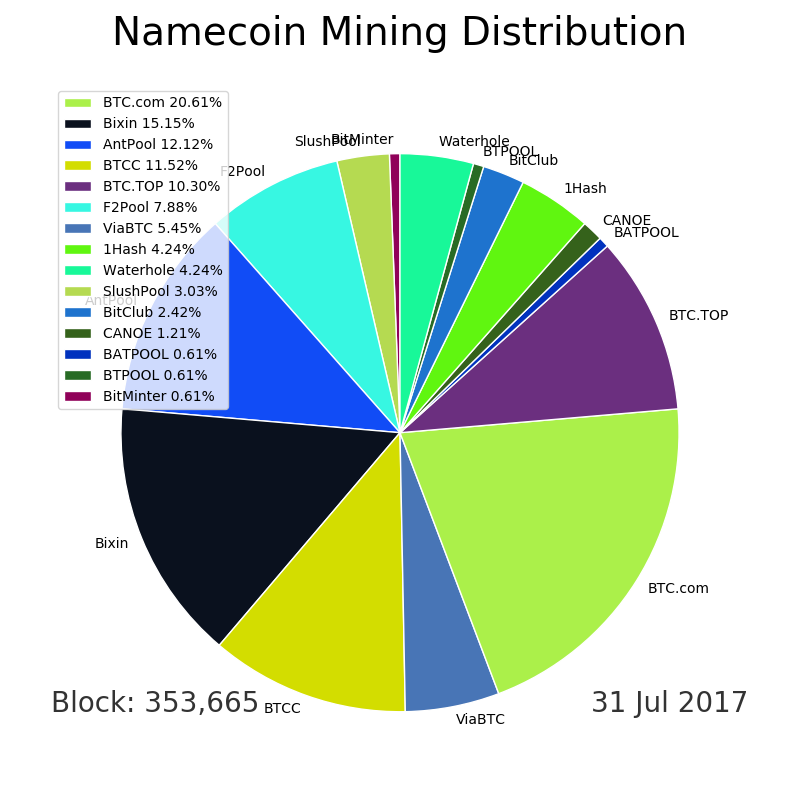 Namecoin Mining Distribution
BTC.com 20.61%
Bixin 15.15%
AntPool 12.12%
BTCC 11.52%
BTC.TOP 10.30%
F2Pool 7.88%
ViaBTC 5.45%
1Hash 4.24%
Waterhole 4.24%
SlushPool 3.03%
BitClub 2.42%
CANOE 1.21%
BATPOOL 0.61%
BTPOOL 0.61%
BitMinter 0.61%
SlushPool
BitMinter
Waterhole
BTPOOL
BitClub
F2Pool
1Hash
CANOE
BATPOOL
AntPool
BTC.TOP
Bixin
BTC.com
BTCC
ViaBTC
Block: 353,665
31 Jul 2017